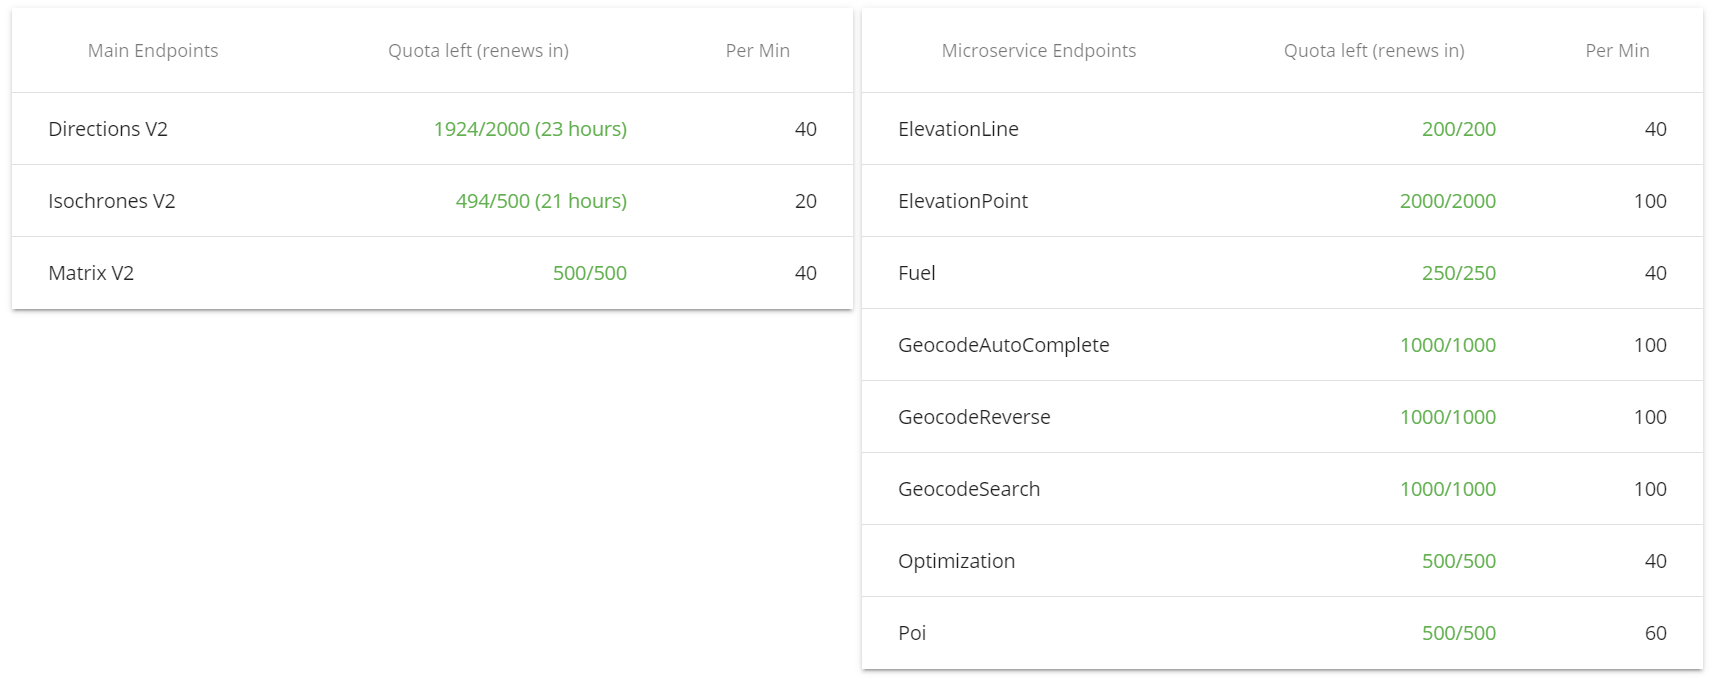 Main Endpoints Quota left (renews in) Per Min
Directions V2 1924/2000 (23 hours) 40
Isochrones V2 494/500 (21 hours) 20
Matrix V2 500/500 40
Microservice Endpoints Quota left (renews in) Per Min
ElevationLine 200/200 40
ElevationPoint 2000/2000 100
Fuel 250/250 40
GeocodeAutoComplete 1000/1000 100
GeocodeReverse 1000/1000 100
GeocodeSearch 1000/1000 100
Optimization 500/500 40
Poi 500/500 60